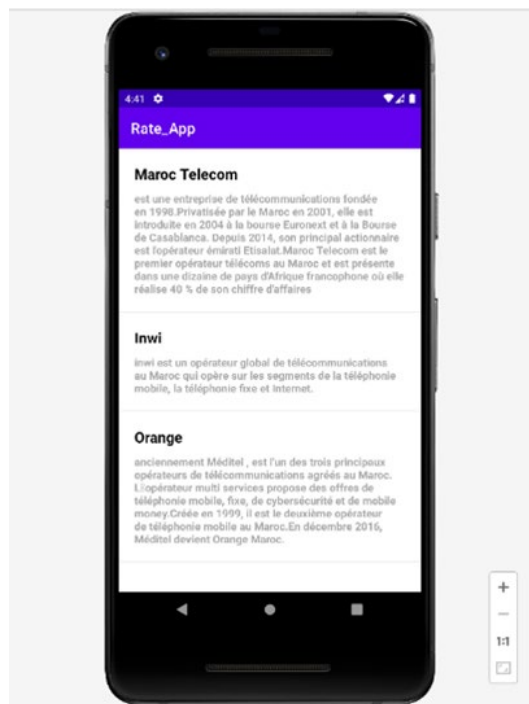 4:41
Rate_App
Maroc Telecom
est une entreprise de télécommunications fondée
en 1998.Privatisée par le Maroc en 2001, elle est
introduite en 2004 à la bourse Euronext et à la Bourse
de Casablanca. Depuis 2014, son principal actionnaire
est l'opérateur émirati Etisalat.Maroc Telecom est le
premier opérateur télécoms au Maroc et est présente
dans une dizaine de pays d'Afrique francophone où elle
réalise 40 % de son chiffre d'affaires
Inwi
inwi est un opérateur global de télécommunications
au Maroc qui opère sur les segments de la téléphonie
mobile, la téléphonie fixe et Internet.
Orange
anciennement Méditel , est l'un des trois principaux
opérateurs de télécommunications agréés au Maroc.
L'opérateur multi services propose des offres de
téléphonie mobile, fixe, de cybersécurité et de mobile
money.Créée en 1999, il est le deuxième opérateur
de téléphonie mobile au Maroc.En décembre 2016,
Méditel devient Orange Maroc.
1:1